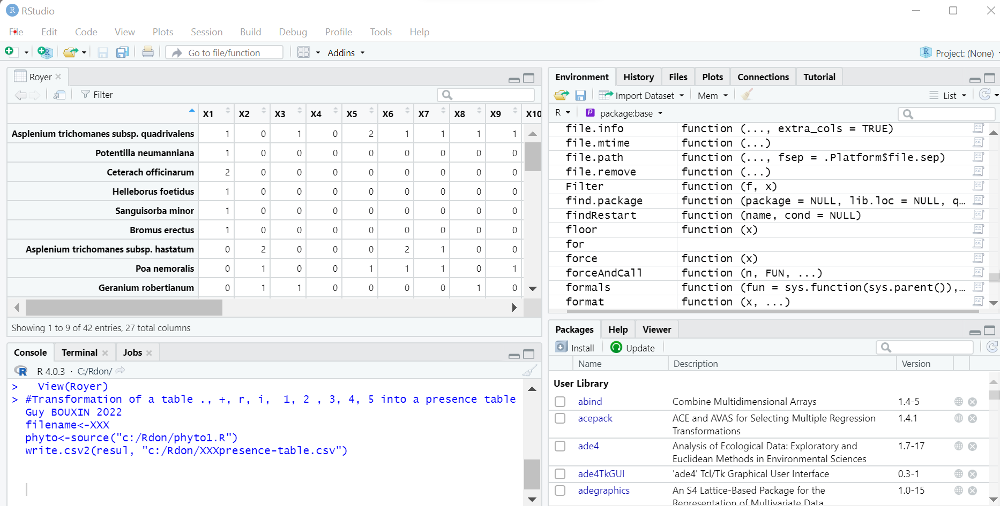 RStudio
File Edit Code View Plots Session Build Debug Profile Tools Help
Go to file/function Addins Project: (None)
Royer
Filter
X1 X2 X3 X4 X5 X6 X7 X8 X9 X10
Asplenium trichomanes subsp. quadrivalens 1 0 1 0 2 1 1 1 1
Potentilla neumanniana 1 0 0 0 0 0 0 0 0
Ceterach officinarum 2 0 0 0 0 0 0 0 0
Helleborus foetidus 1 0 0 0 0 0 0 0 0
Sanguisorba minor 1 0 0 0 0 0 0 0 0
Bromus erectus 1 0 0 0 0 0 0 0 0
Asplenium trichomanes subsp. hastatum 0 2 0 0 0 2 1 0 0
Poa nemoralis 0 1 0 0 1 1 1 0 1
Geranium robertianum 0 1 1 0 0 0 0 1 0
Showing 1 to 9 of 42 entries, 27 total columns
Console Terminal Jobs
R 4.0.3 · C:/Rdon/
> View(Royer)
> #Transformation of a table ., +, r, i, 1, 2 , 3, 4, 5 into a presence table
Guy BOUXIN 2022
filename<-XXX
phyto<-source("c:/Rdon/phyto1.R")
write.csv2(resul, "c:/Rdon/XXXpresence-table.csv")
Environment History Files Plots Connections Tutorial
Import Dataset Mem List
R package:base
file.info function (..., extra_cols = TRUE)
file.mtime function (...)
file.path function (..., fsep = .Platform$file.sep)
file.remove function (...)
Filter function (f, x)
find.package function (package = NULL, lib.loc = NULL, q…
findRestart function (name, cond = NULL)
floor function (x)
for
force function (x)
forceAndCall function (n, FUN, ...)
formals function (fun = sys.function(sys.parent()),…
format function (x, ...)
Packages Help Viewer
Install Update
Name Description Version
User Library
abind Combine Multidimensional Arrays 1.4-5
acepack ACE and AVAS for Selecting Multiple Regression 1.4.1
Transformations
ade4 Analysis of Ecological Data: Exploratory and 1.7-17
Euclidean Methods in Environmental Sciences
ade4TkGUI 'ade4' Tcl/Tk Graphical User Interface 0.3-1
adegraphics An S4 Lattice-Based Package for the 1.0-15
Representation of Multivariate Data